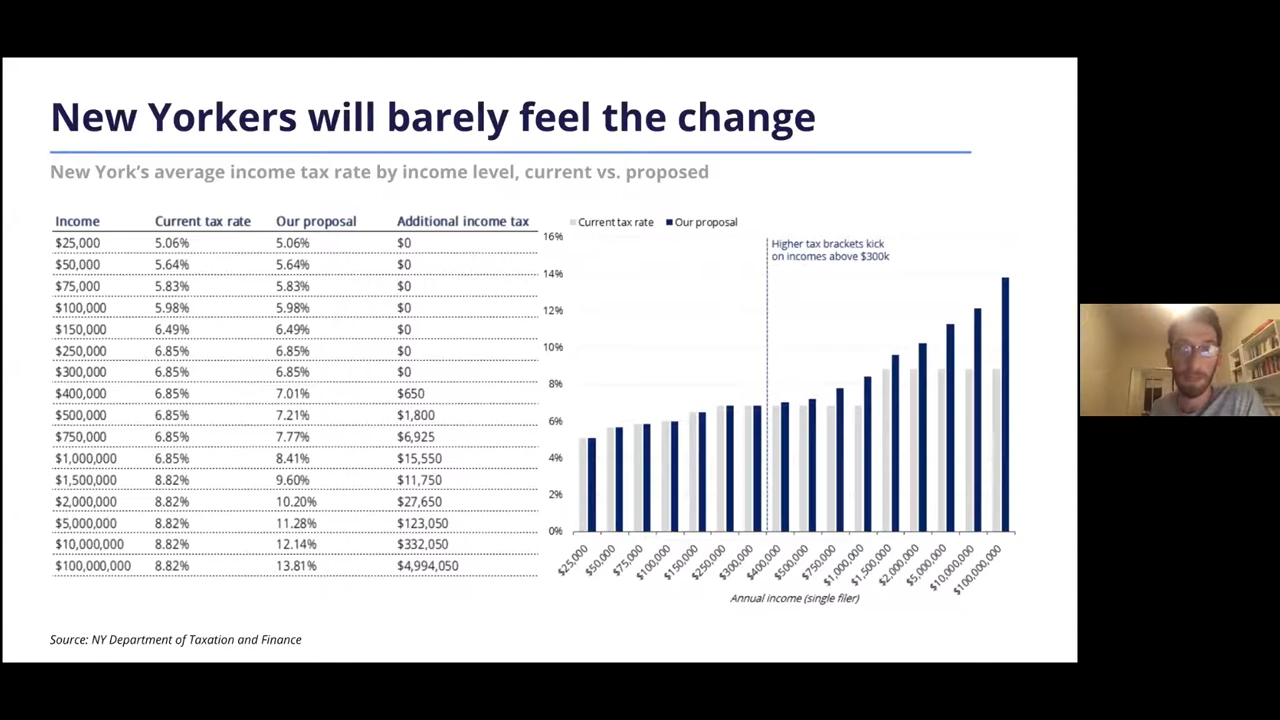 New Yorkers will barely feel the change
New York's average income tax rate by income level, current vs. proposed
Income Current tax rate Our proposal Additional income tax
$25,000 5.06% 5.06% $0
$50,000 5.64% 5.64% $0
$75,000 5.83% 5.83% $0
$100,000 5.98% 5.98% $0
$150,000 6.49% 6.49% $0
$250,000 6.85% 6.85% $0
$300,000 6.85% 6.85% $0
$400,000 6.85% 7.01% $650
$500,000 6.85% 7.21% $1,800
$750,000 6.85% 7.77% $6,925
$1,000,000 6.85% 8.41% $15,550
$1,500,000 8.82% 9.60% $11,750
$2,000,000 8.82% 10.20% $27,650
$5,000,000 8.82% 11.28% $123,050
$10,000,000 8.82% 12.14% $332,050
$100,000,000 8.82% 13.81% $4,994,050
Current tax rate Our proposal
16%
14%
12%
10%
8%
6%
4%
2%
0%
Higher tax brackets kick
on incomes above $300k
$25,000
$50,000
$75,000
$100,000
$150,000
$250,000
$300,000
$400,000
$500,000
$750,000
$1,000,000
$1,500,000
$2,000,000
$5,000,000
$10,000,000
$100,000,000
Annual income (single filer)
Source: NY Department of Taxation and Finance